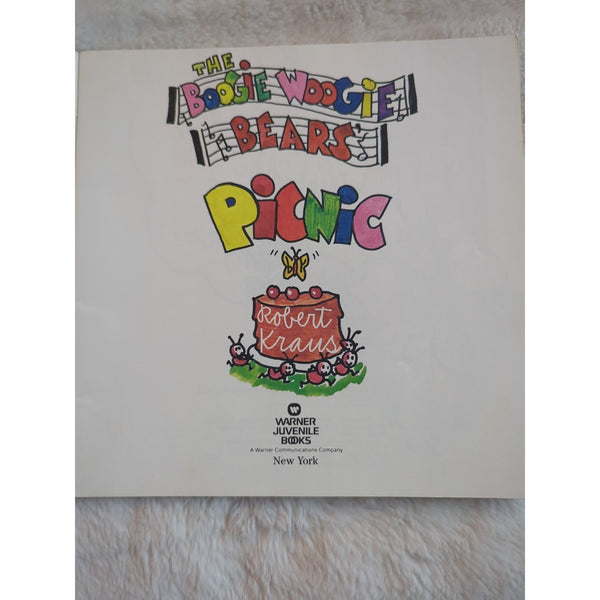 THE
BOOGIE WOOGIE
BEARS'
PICNIC
Robert
Kraus
W
WARNER
JUVENILE
BOOKS
A Warner Communications Company
New York